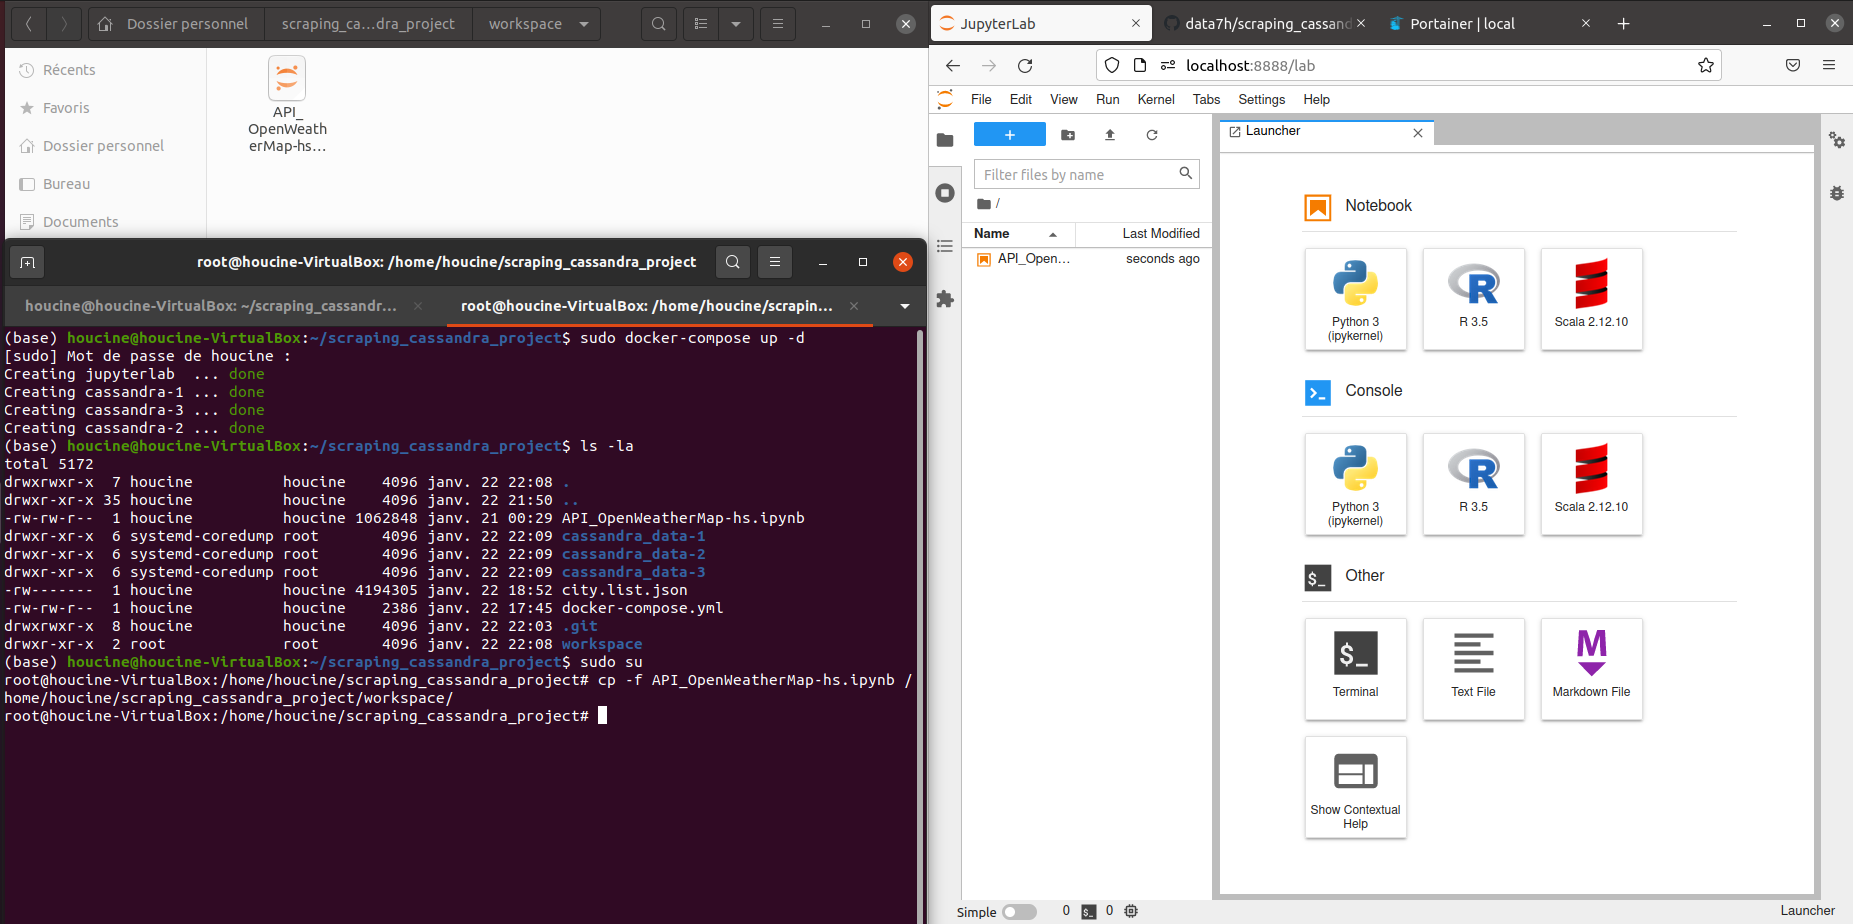 Dossier personnel
scraping_ca…dra_project
workspace
Récents
Favoris
Dossier personnel
Bureau
Documents
API_
OpenWeath
erMap-hs…
root@houcine-VirtualBox: /home/houcine/scraping_cassandra_project
houcine@houcine-VirtualBox: ~/scraping_cassandr…
root@houcine-VirtualBox: /home/houcine/scrapin…
(base) houcine@houcine-VirtualBox:~/scraping_cassandra_project$ sudo docker-compose up -d
[sudo] Mot de passe de houcine :
Creating jupyterlab  ... done
Creating cassandra-1 ... done
Creating cassandra-3 ... done
Creating cassandra-2 ... done
(base) houcine@houcine-VirtualBox:~/scraping_cassandra_project$ ls -la
total 5172
drwxrwxr-x  7 houcine          houcine    4096 janv. 22 22:08 .
drwxr-xr-x 35 houcine          houcine    4096 janv. 22 21:50 ..
-rw-rw-r--  1 houcine          houcine 1062848 janv. 21 00:29 API_OpenWeatherMap-hs.ipynb
drwxr-xr-x  6 systemd-coredump root       4096 janv. 22 22:09 cassandra_data-1
drwxr-xr-x  6 systemd-coredump root       4096 janv. 22 22:09 cassandra_data-2
drwxr-xr-x  6 systemd-coredump root       4096 janv. 22 22:09 cassandra_data-3
-rw-------  1 houcine          houcine 4194305 janv. 22 18:52 city.list.json
-rw-rw-r--  1 houcine          houcine    2386 janv. 22 17:45 docker-compose.yml
drwxrwxr-x  8 houcine          houcine    4096 janv. 22 22:03 .git
drwxr-xr-x  2 root             root       4096 janv. 22 22:08 workspace
(base) houcine@houcine-VirtualBox:~/scraping_cassandra_project$ sudo su
root@houcine-VirtualBox:/home/houcine/scraping_cassandra_project# cp -f API_OpenWeatherMap-hs.ipynb /
home/houcine/scraping_cassandra_project/workspace/
root@houcine-VirtualBox:/home/houcine/scraping_cassandra_project#
JupyterLab
data7h/scraping_cassand
Portainer | local
localhost:8888/lab
File Edit View Run Kernel Tabs Settings Help
Filter files by name
/
Name
Last Modified
API_Open…
seconds ago
Launcher
Notebook
Python 3
(ipykernel)
R 3.5
Scala 2.12.10
Console
Python 3
(ipykernel)
R 3.5
Scala 2.12.10
Other
$_
Terminal
Text File
M
Markdown File
Show Contextual
Help
Simple
0
$_
0
Launcher